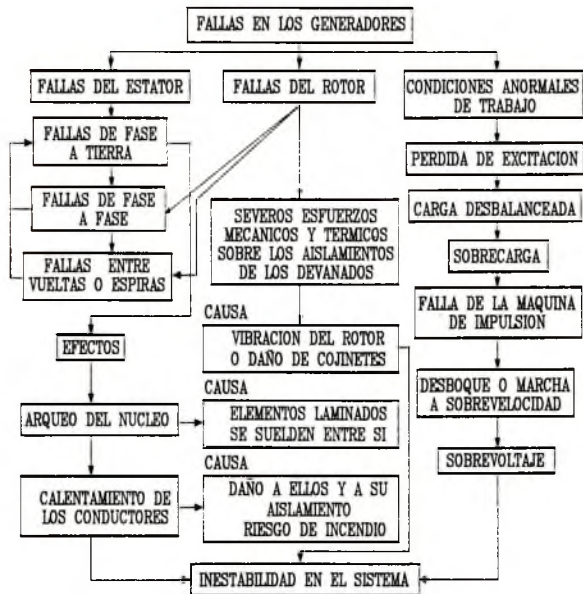 FALLAS EN LOS GENERADORES
FALLAS DEL ESTATOR
FALLAS DEL ROTOR
CONDICIONES ANORMALES
DE TRABAJO
FALLAS DE FASE
A TIERRA
PERDIDA DE EXCITACION
FALLAS DE FASE
A FASE
CARGA DESBALANCEADA
SEVEROS ESFUERZOS
MECANICOS Y TERMICOS
SOBRE LOS AISLAMIENTOS
DE LOS DEVANADOS
FALLAS ENTRE
VUELTAS O ESPIRAS
SOBRECARGA
FALLA DE LA MAQUINA
DE IMPULSION
CAUSA
VIBRACION DEL ROTOR
O DAÑO DE COJINETES
EFECTOS
DESBOQUE O MARCHA
A SOBREVELOCIDAD
CAUSA
ARQUEO DEL NUCLEO
ELEMENTOS LAMINADOS
SE SUELDEN ENTRE SI
SOBREVOLTAJE
CAUSA
CALENTAMIENTO DE
LOS CONDUCTORES
DAÑO A ELLOS Y A SU
AISLAMIENTO
RIESGO DE INCENDIO
INESTABILIDAD EN EL SISTEMA